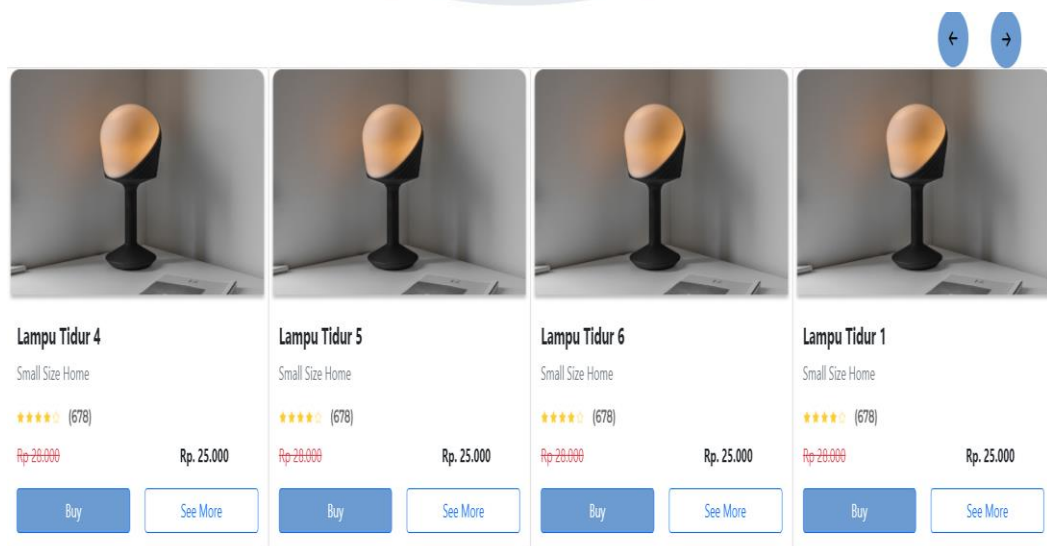 ← →
Lampu Tidur 4
Small Size Home
(678)
Rp 28.000 Rp. 25.000
Buy See More
Lampu Tidur 5
Small Size Home
(678)
Rp 28.000 Rp. 25.000
Buy See More
Lampu Tidur 6
Small Size Home
(678)
Rp 28.000 Rp. 25.000
Buy See More
Lampu Tidur 1
Small Size Home
(678)
Rp 28.000 Rp. 25.000
Buy See More